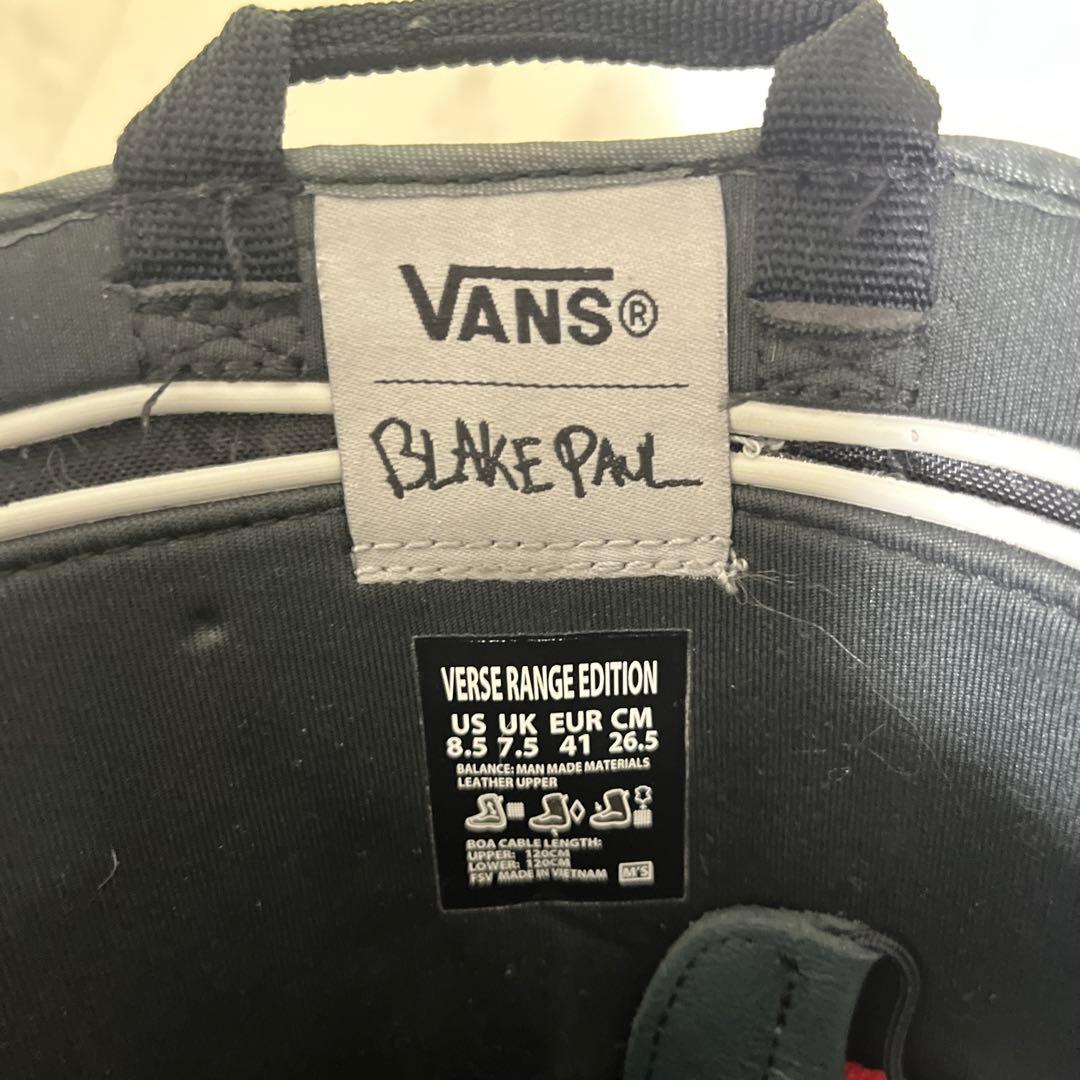 VANS®
BLAKE PAUL
VERSE RANGE EDITION
US UK EUR CM
8.5 7.5 41 26.5
BALANCE: MAN MADE MATERIALS
LEATHER UPPER
BOA CABLE LENGTH:
UPPER: 120CM
LOWER: 120CM
FSV MADE IN VIETNAM M'S